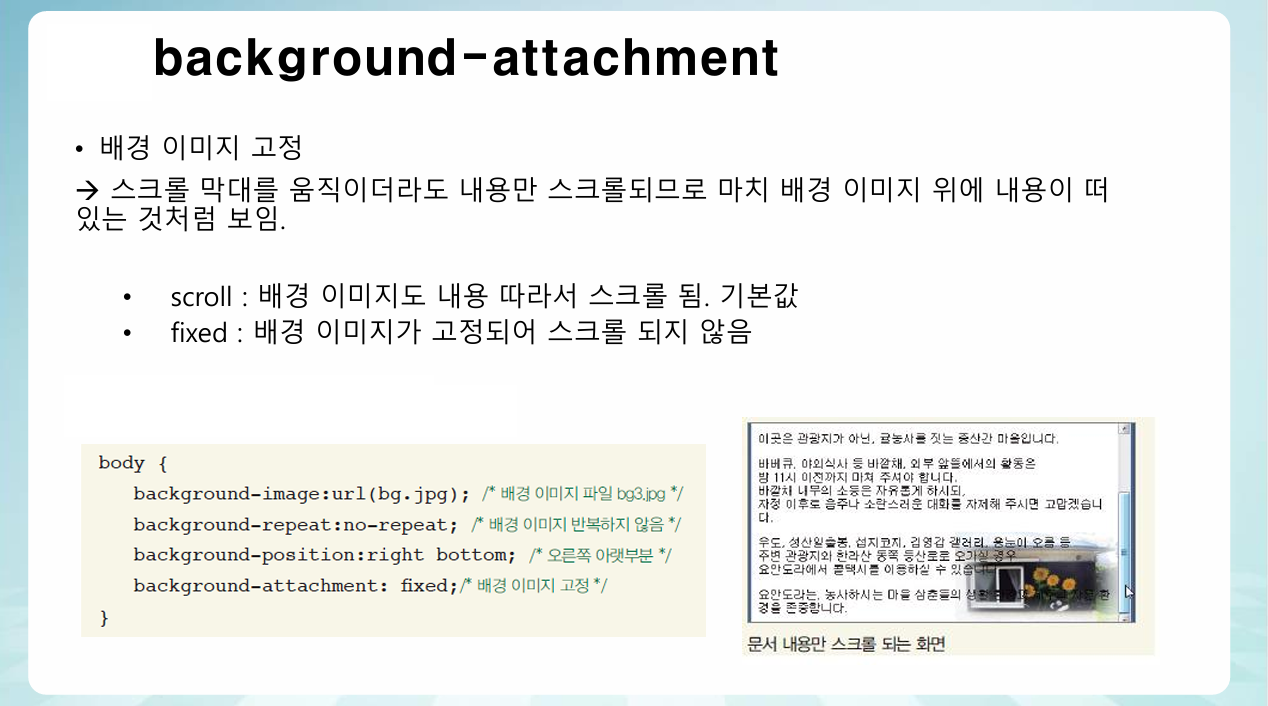 background-attachment
• 배경 이미지 고정
→ 스크롤 막대를 움직이더라도 내용만 스크롤되므로 마치 배경 이미지 위에 내용이 떠
있는 것처럼 보임.
• scroll : 배경 이미지도 내용 따라서 스크롤 됨. 기본값
• fixed : 배경 이미지가 고정되어 스크롤 되지 않음
body {
background-image:url(bg.jpg); /* 배경 이미지 파일 bg3.jpg */
background-repeat:no-repeat; /* 배경 이미지 반복하지 않음 */
background-position:right bottom; /* 오른쪽 아랫부분 */
background-attachment: fixed;/* 배경 이미지 고정 */
}
이곳은 관광지가 아닌, 귤농사를 짓는 중산간 마을입니다.
바베큐, 야외식사 등 바깥채, 외부 앞뜰에서의 활동은
밤 11시 이전까지 마쳐 주셔야 합니다.
바깥채 내부의 소등은 자유롭게 하시되,
자정 이후로 음주나 소란스러운 대화를 자제해 주시면 고맙겠습니
다.
우도, 성산일출봉, 섭지코지, 김영갑 갤러리, 용눈이 오름 등
주변 관광지와 한라산 동쪽 등산로로 오가실 경우
요안도라에서 콜택시를 이용하실 수 있습니다
요안도라는, 농사하시는 마을 삼춘들의 생활 환
경을 존중합니다.
문서 내용만 스크롤 되는 화면